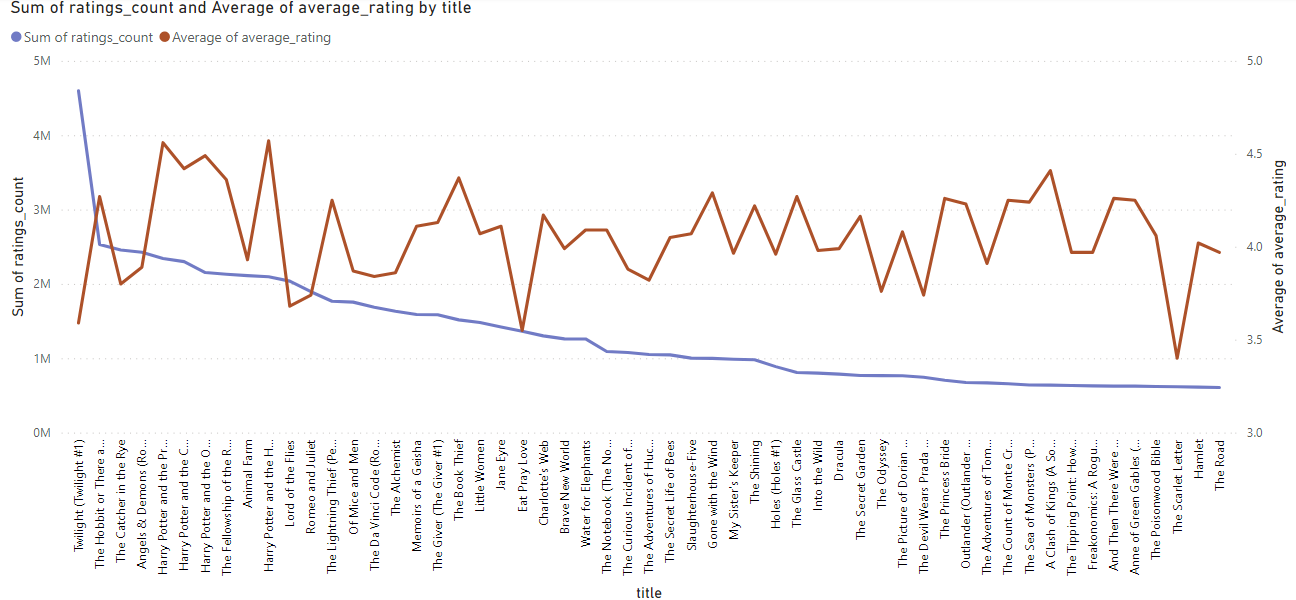 Sum of ratings_count and Average of average_rating by title
Sum of ratings_count
Average of average_rating
5M
4M
3M
2M
1M
0M
Sum of ratings_count
5.0
4.5
4.0
3.5
3.0
Average of average_rating
Twilight (Twilight #1)
The Hobbit or There a...
The Catcher in the Rye
Angels & Demons (Ro...
Harry Potter and the Pr...
Harry Potter and the C...
Harry Potter and the O...
The Fellowship of the R...
Animal Farm
Harry Potter and the H...
Lord of the Flies
Romeo and Juliet
The Lightning Thief (Pe...
Of Mice and Men
The Da Vinci Code (Ro...
The Alchemist
Memoirs of a Geisha
The Giver (The Giver #1)
The Book Thief
Little Women
Jane Eyre
Eat Pray Love
Charlotte's Web
Brave New World
Water for Elephants
The Notebook (The No...
The Curious Incident of...
The Adventures of Huc...
The Secret Life of Bees
Slaughterhouse-Five
Gone with the Wind
My Sister's Keeper
The Shining
Holes (Holes #1)
The Glass Castle
Into the Wild
Dracula
The Secret Garden
The Odyssey
The Picture of Dorian ...
The Devil Wears Prada ...
The Princess Bride
Outlander (Outlander ...
The Adventures of Tom...
The Count of Monte Cr...
The Sea of Monsters (P...
A Clash of Kings (A So...
The Tipping Point: How...
Freakonomics: A Rogu...
And Then There Were ...
Anne of Green Gables (...
The Poisonwood Bible
The Scarlet Letter
Hamlet
The Road
title